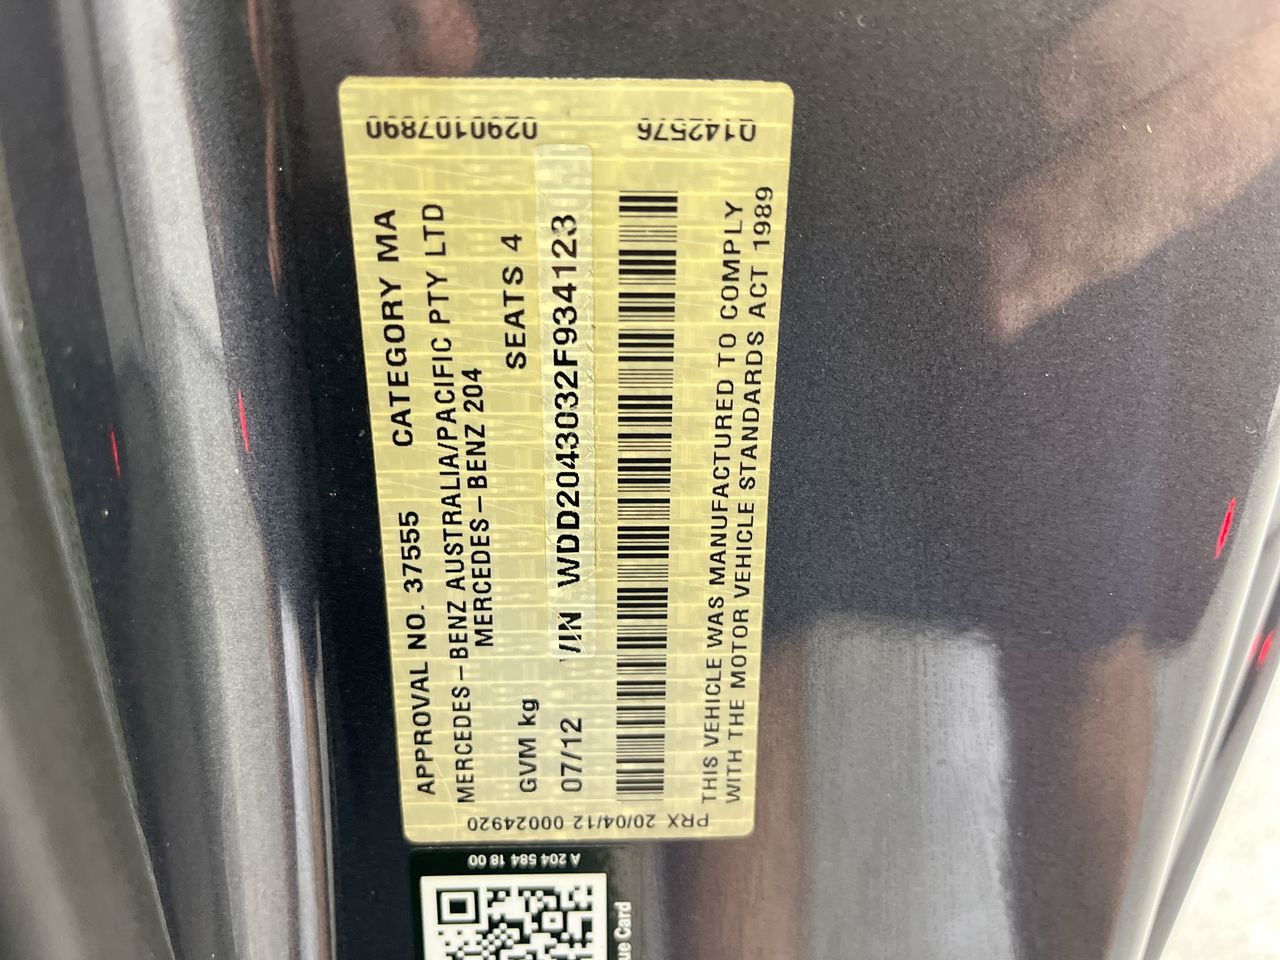 APPROVAL NO. 37555 CATEGORY MA
MERCEDES-BENZ AUSTRALIA/PACIFIC PTY LTD
MERCEDES-BENZ 204
GVM kg SEATS 4
07/12 VIN WDD2043032F934123
THIS VEHICLE WAS MANUFACTURED TO COMPLY
WITH THE MOTOR VEHICLE STANDARDS ACT 1989
0290107890 0142576
PRX 20/04/12 00024920
A 204 584 18 00